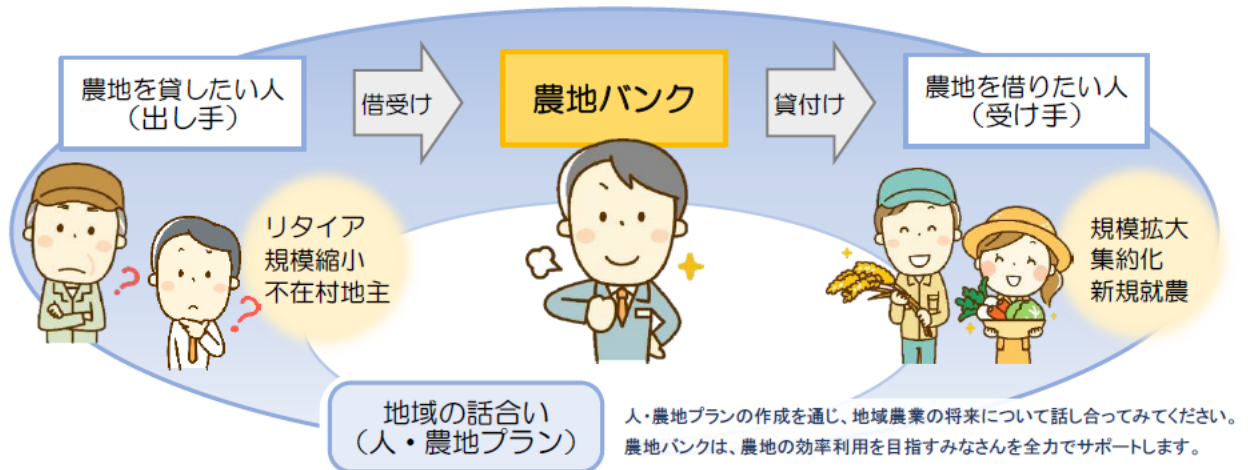 農地を貸したい人
（出し手）
借受け
農地バンク
貸付け
農地を借りたい人
（受け手）
リタイア
規模縮小
不在村地主
規模拡大
集約化
新規就農
地域の話合い
（人・農地プラン）
人・農地プランの作成を通じ、地域農業の将来について話し合ってみてください。
農地バンクは、農地の効率利用を目指すみなさんを全力でサポートします。